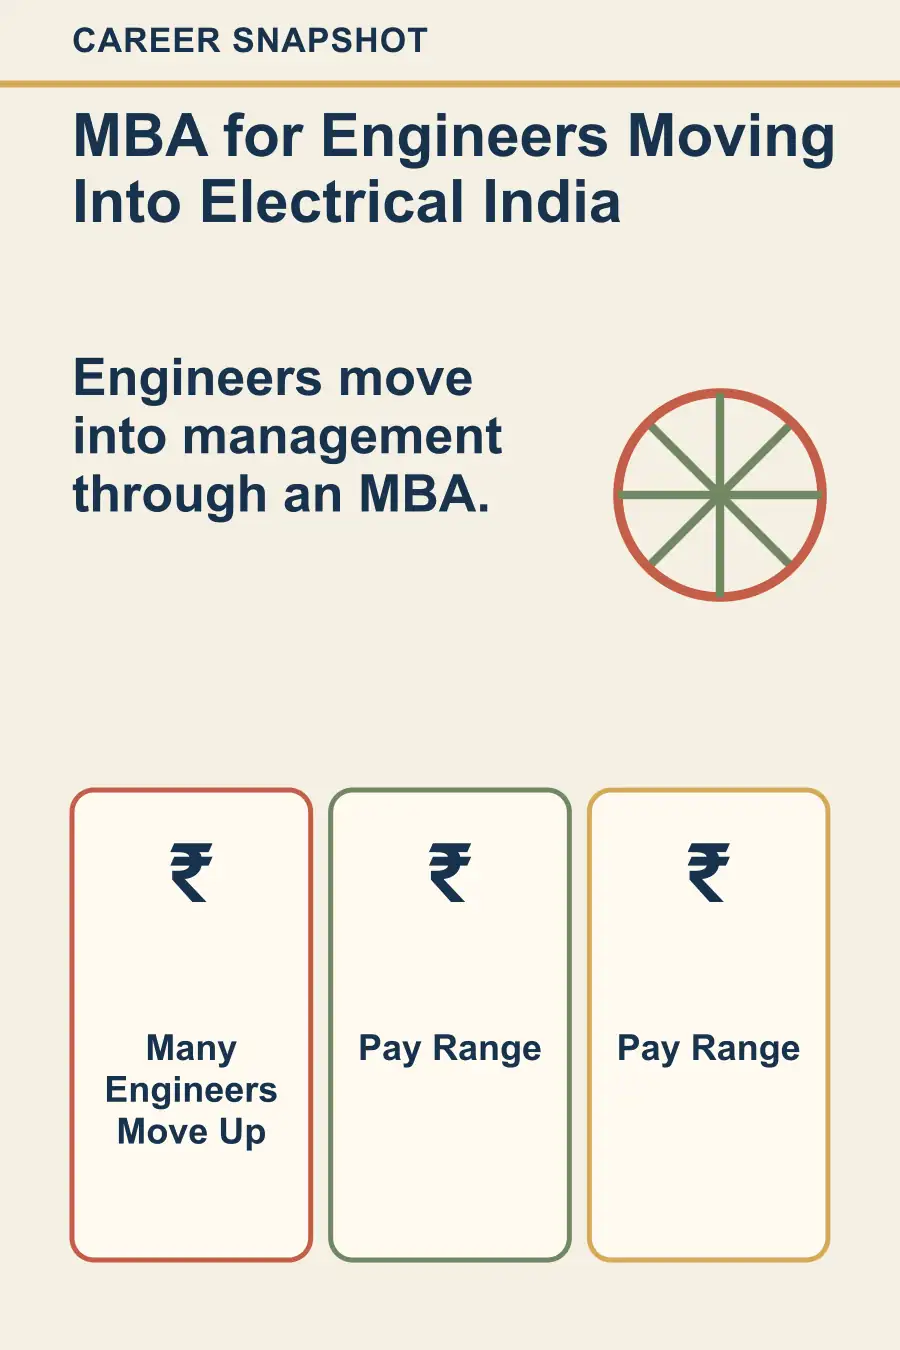 CAREER SNAPSHOT
MBA for Engineers Moving
Into Electrical India
Engineers move
into management
through an MBA.
₹
₹
₹
Many
Engineers
Move Up
Pay Range
Pay Range